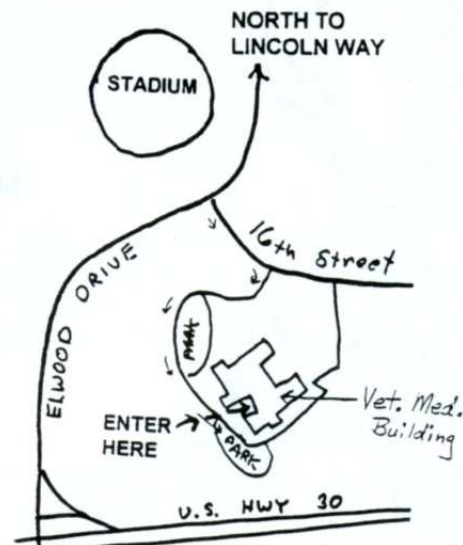 NORTH TO
LINCOLN WAY
STADIUM
16th Street
ELWOOD DRIVE
PARK
Vet. Med.
Building
ENTER
HERE
PARK
U.S. HWY 30